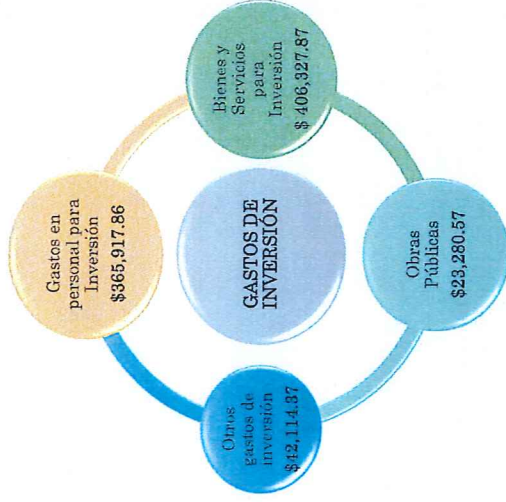 Gastos en
personal para
Inversión
$365,917.86
Bienes y
Servicios
para
Inversión
$ 406,327.87
GASTOS DE
INVERSIÓN
Otros
gastos de
inversión
$42,114.37
Obras
Públicas
$23,280.57